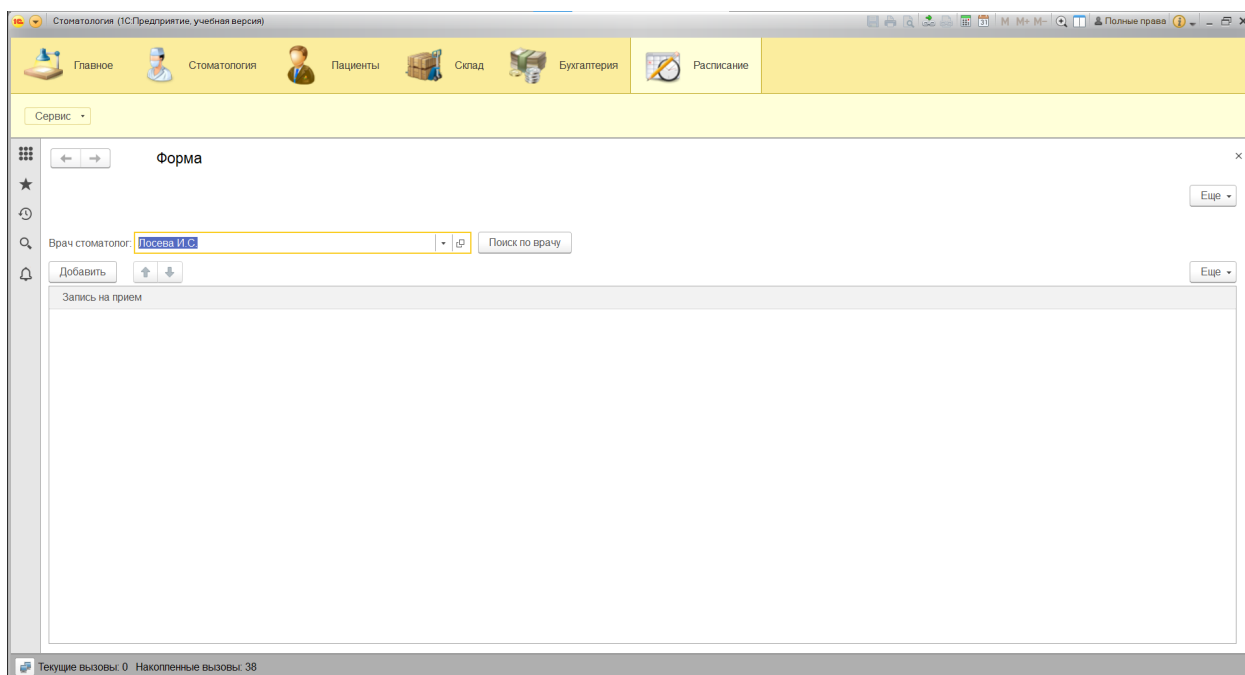 1С Стоматология (1С:Предприятие, учебная версия) 31 M M+ M- Полные права i
Главное Стоматология Пациенты Склад Бухгалтерия Расписание
Сервис
Форма
Еще
Врач стоматолог: Лосева И.С. Поиск по врачу
Добавить Еще
Запись на прием
Текущие вызовы: 0 Накопленные вызовы: 38